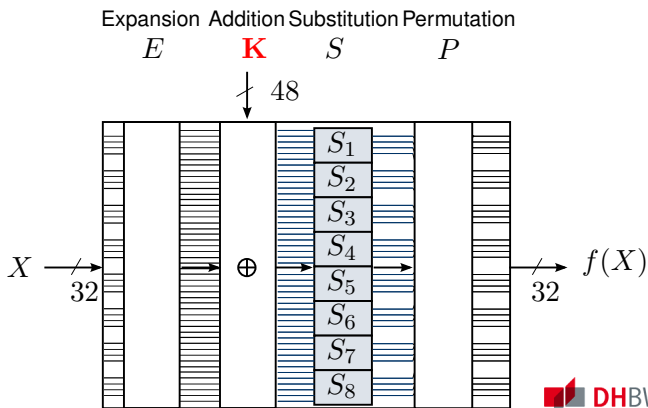 Expansion Addition Substitution Permutation
E K S P
48
S1
S2
S3
S4
X 32 ⊕ 32 f(X)
S5
S6
S7
S8
DHBW